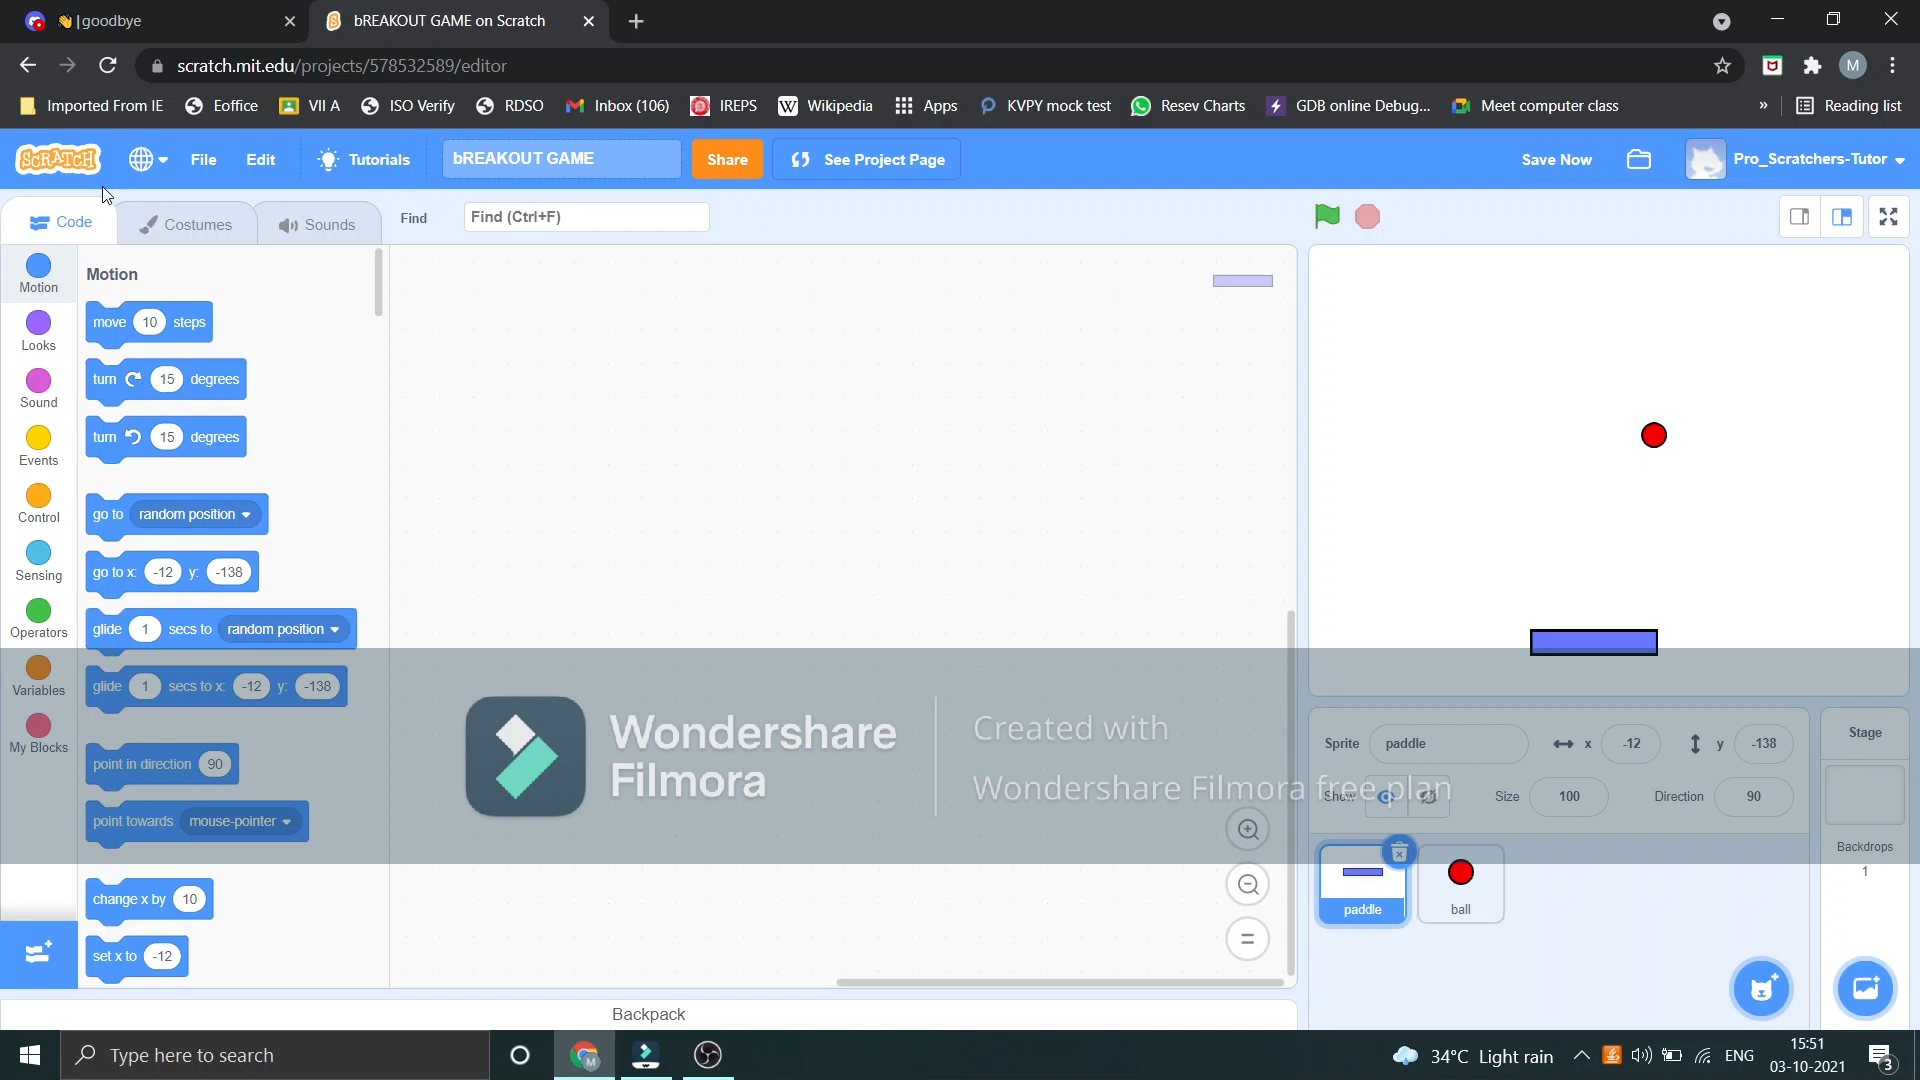 👋 | goodbye
bREAKOUT GAME on Scratch
scratch.mit.edu/projects/578532589/editor
M
Imported From IE
Eoffice
VII A
ISO Verify
RDSO
Inbox (106)
IREPS
Wikipedia
Apps
KVPY mock test
Resev Charts
GDB online Debug...
Meet computer class
»
Reading list
SCRATCH
File
Edit
Tutorials
bREAKOUT GAME
Share
See Project Page
Save Now
Pro_Scratchers-Tutor
Code
Costumes
Sounds
Find
Find (Ctrl+F)
Motion
Looks
Sound
Events
Control
Sensing
Operators
Variables
My Blocks
Motion
move 10 steps
turn 15 degrees
turn 15 degrees
go to random position
go to x: -12 y: -138
glide 1 secs to random position
glide 1 secs to x: -12 y: -138
point in direction 90
point towards mouse-pointer
change x by 10
set x to -12
Wondershare
Filmora
Created with
Wondershare Filmora free plan
Sprite paddle x -12 y -138
Show Size 100 Direction 90
paddle
ball
Stage
Backdrops
1
Backpack
Type here to search
M
34°C Light rain
ENG
15:51
03-10-2021
3